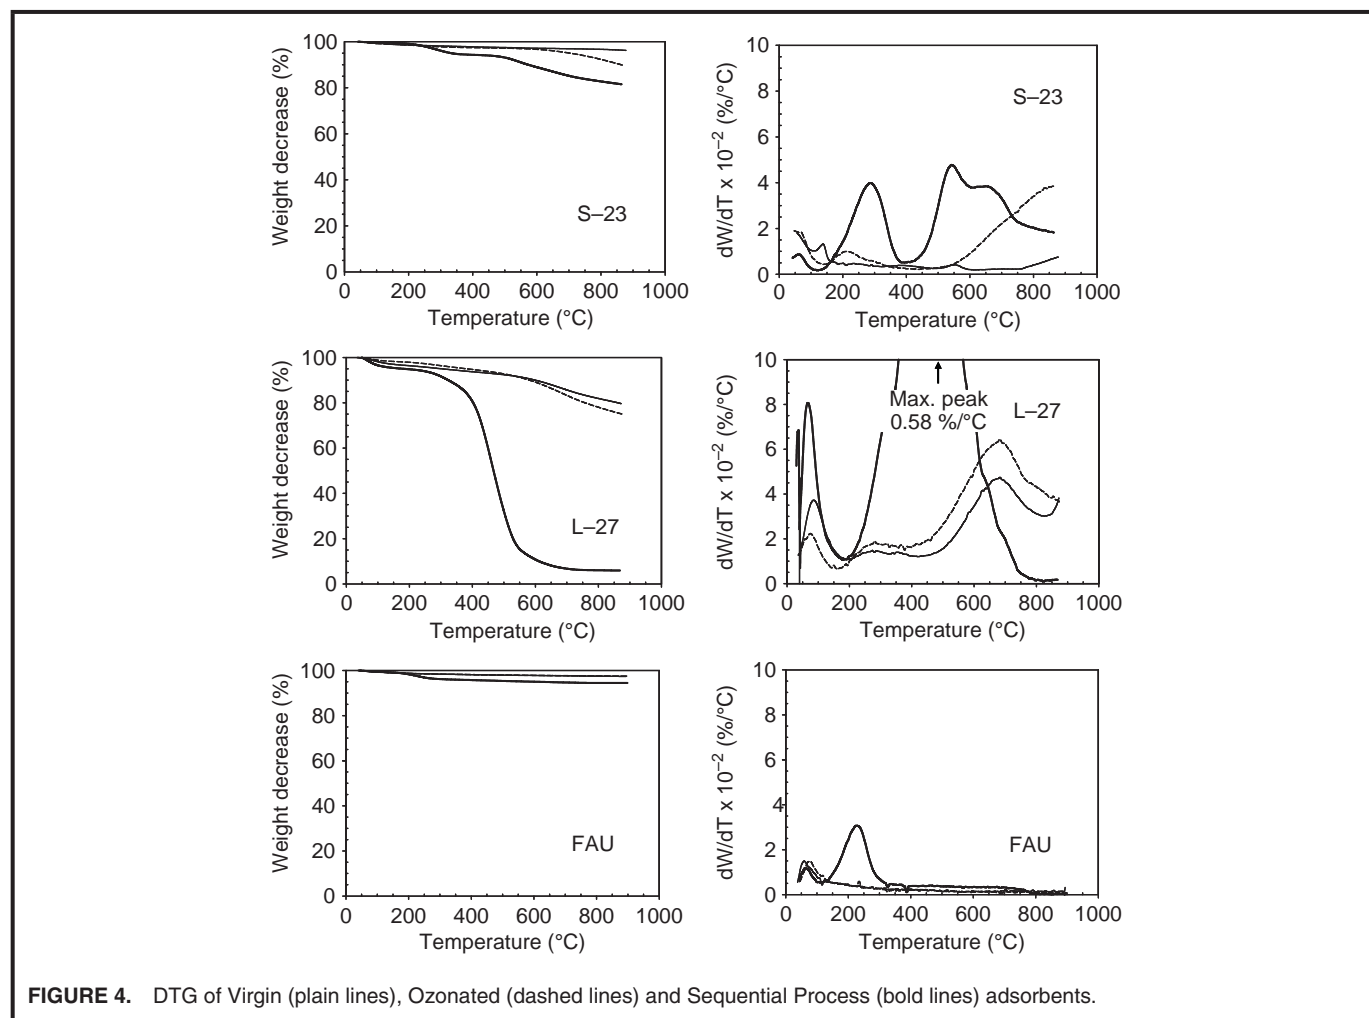 Weight decrease (%)
100
80
60
40
20
0
S–23
0 200 400 600 800 1000
Temperature (°C)
dW/dT x 10⁻² (%/°C)
10
8
6
4
2
0
S–23
0 200 400 600 800 1000
Temperature (°C)
Weight decrease (%)
100
80
60
40
20
0
L–27
0 200 400 600 800 1000
Temperature (°C)
dW/dT x 10⁻² (%/°C)
10
8
6
4
2
0
Max. peak
0.58 %/°C
L–27
0 200 400 600 800 1000
Temperature (°C)
Weight decrease (%)
100
80
60
40
20
0
FAU
0 200 400 600 800 1000
Temperature (°C)
dW/dT x 10⁻² (%/°C)
10
8
6
4
2
0
FAU
0 200 400 600 800 1000
Temperature (°C)
FIGURE 4. DTG of Virgin (plain lines), Ozonated (dashed lines) and Sequential Process (bold lines) adsorbents.